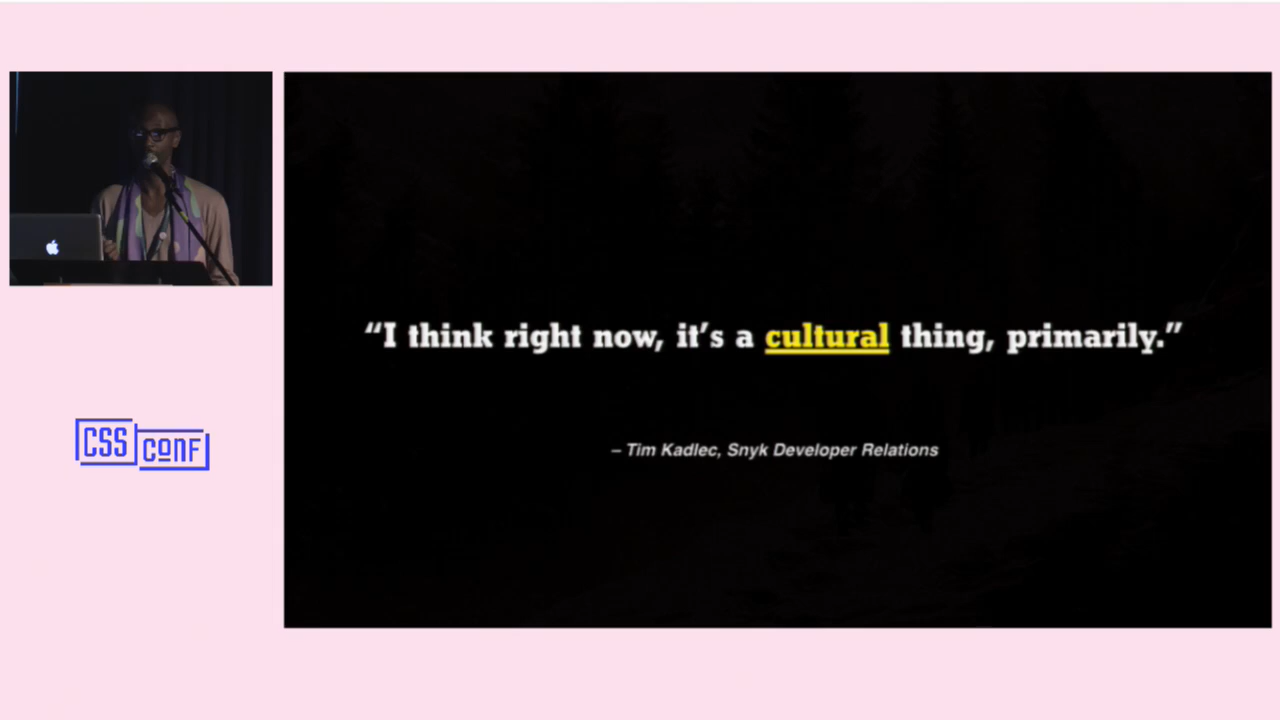 “I think right now, it’s a cultural thing, primarily.”
– Tim Kadlec, Snyk Developer Relations
CSS
CONF